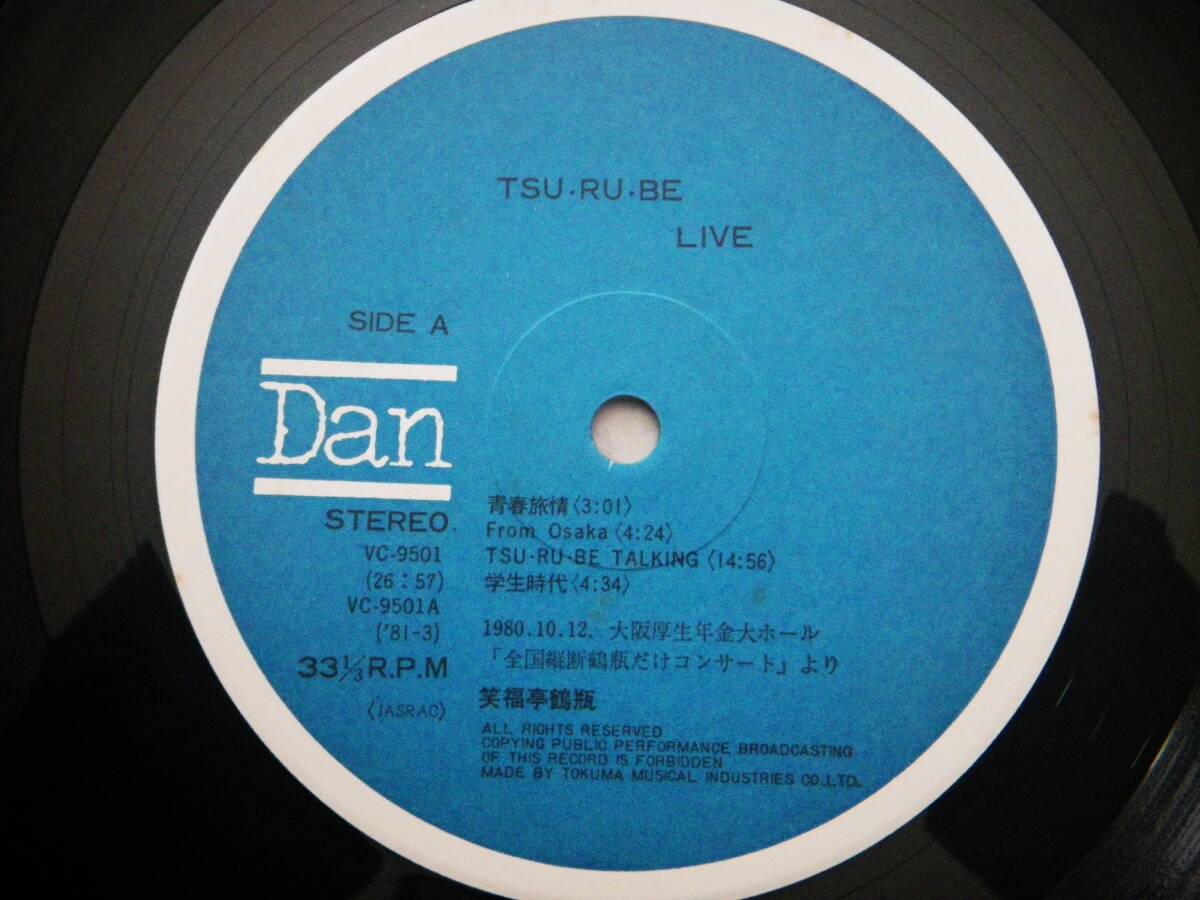 TSU·RU·BE
LIVE
SIDE A
Dan
STEREO.
VC-9501
(26:57)
VC-9501A
('81-3)
33⅓R.P.M
〈JASRAC〉
青春旅情〈3:01〉
From Osaka〈4:24〉
TSU·RU·BE TALKING〈14:56〉
学生時代〈4:34〉
1980.10.12. 大阪厚生年金大ホール
「全国縦断鶴瓶だけコンサート」より
笑福亭鶴瓶
ALL RIGHTS RESERVED
COPYING PUBLIC PERFORMANCE BROADCASTING
OF THIS RECORD IS FORBIDDEN
MADE BY TOKUMA MUSICAL INDUSTRIES CO.,LTD..